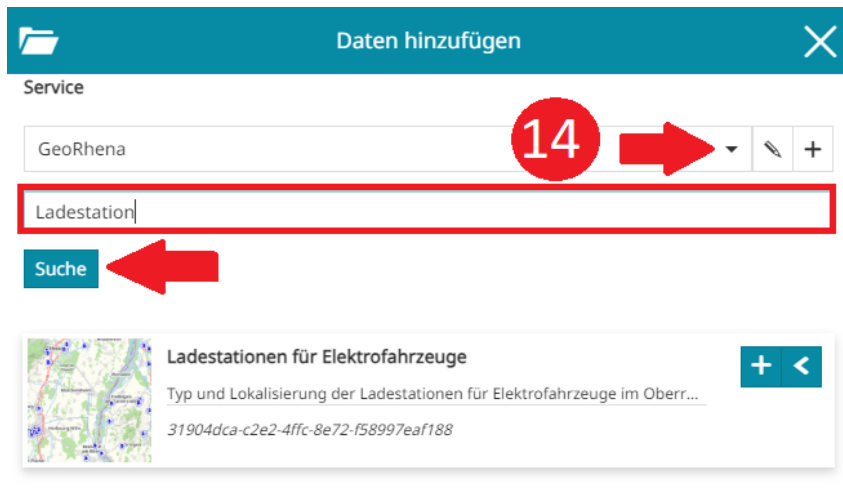 Daten hinzufügen
Service
GeoRhena
14
Ladestation
Suche
Ladestationen für Elektrofahrzeuge
Typ und Lokalisierung der Ladestationen für Elektrofahrzeuge im Oberr...
31904dca-c2e2-4ffc-8e72-f58997eaf188